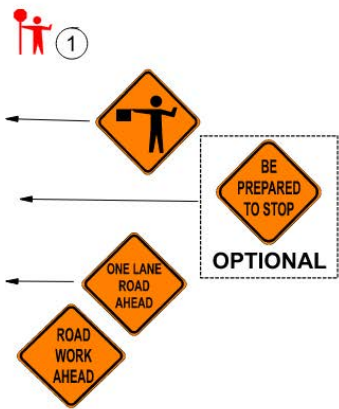 1
BE
PREPARED
TO STOP
OPTIONAL
ONE LANE
ROAD
AHEAD
ROAD
WORK
AHEAD